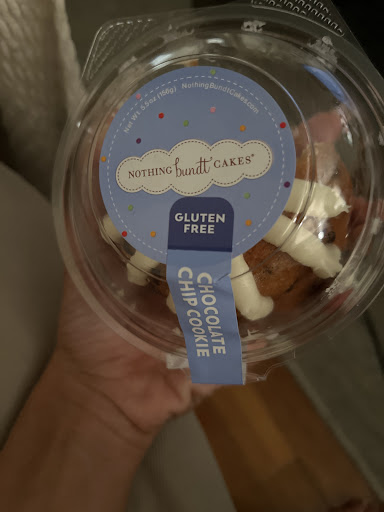 Net Wt 5.5oz (156g) NothingBundtCakes.com
NOTHING bundt CAKES®
GLUTEN
FREE
CHOCOLATE
CHIP COOKIE